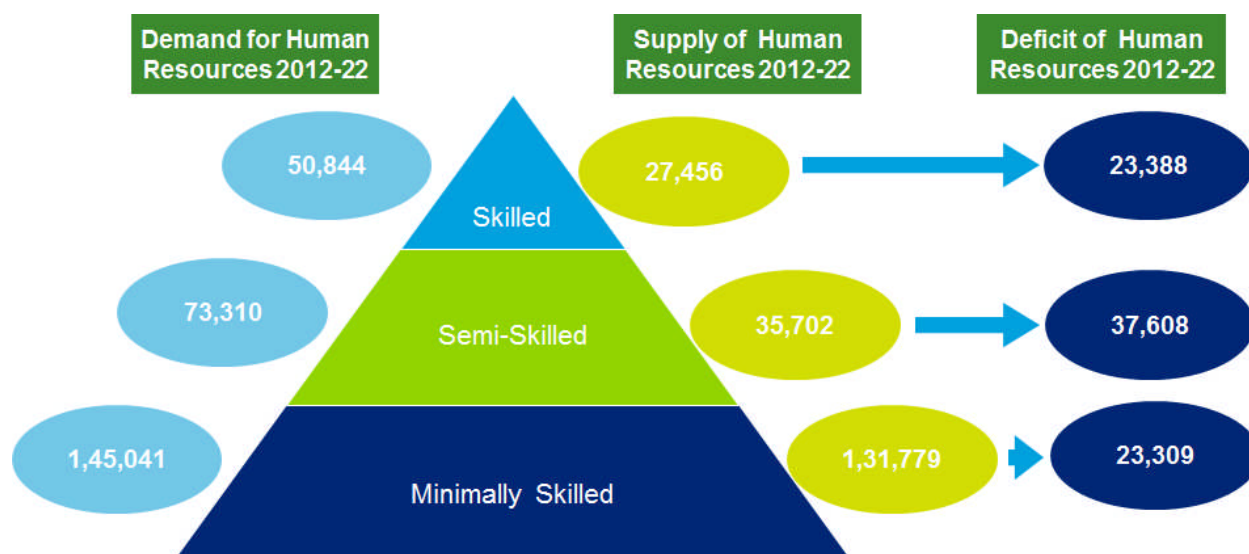 Demand for Human
Resources 2012-22
Supply of Human
Resources 2012-22
Deficit of Human
Resources 2012-22
50,844
27,456
23,388
Skilled
73,310
35,702
37,608
Semi-Skilled
1,45,041
1,31,779
23,309
Minimally Skilled